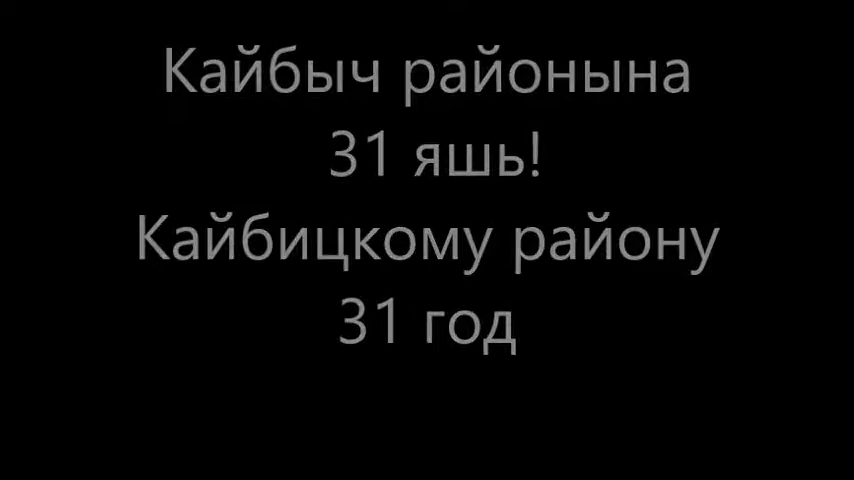 Кайбыч районына
31 яшь!
Кайбицкому району
31 год